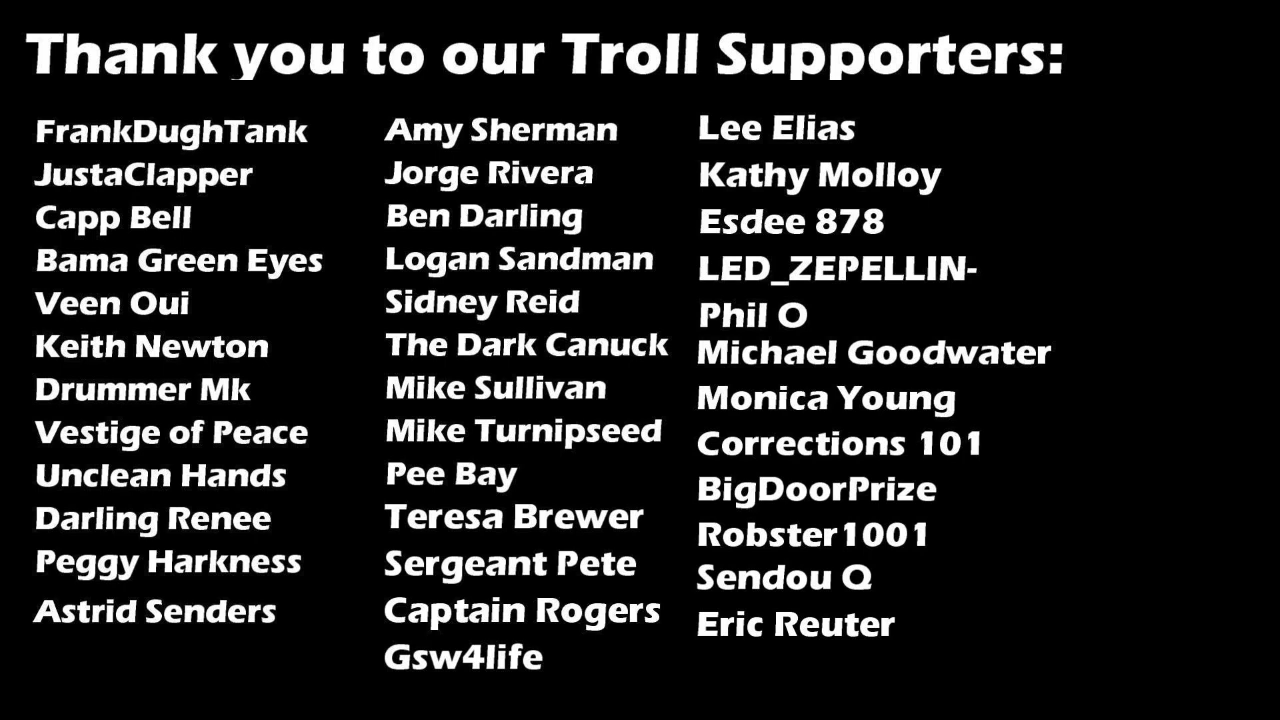 Thank you to our Troll Supporters:
FrankDughTank
JustaClapper
Capp Bell
Bama Green Eyes
Veen Oui
Keith Newton
Drummer Mk
Vestige of Peace
Unclean Hands
Darling Renee
Peggy Harkness
Astrid Senders
Amy Sherman
Jorge Rivera
Ben Darling
Logan Sandman
Sidney Reid
The Dark Canuck
Mike Sullivan
Mike Turnipseed
Pee Bay
Teresa Brewer
Sergeant Pete
Captain Rogers
Gsw4life
Lee Elias
Kathy Molloy
Esdee 878
LED_ZEPELLIN-
Phil O
Michael Goodwater
Monica Young
Corrections 101
BigDoorPrize
Robster1001
Sendou Q
Eric Reuter